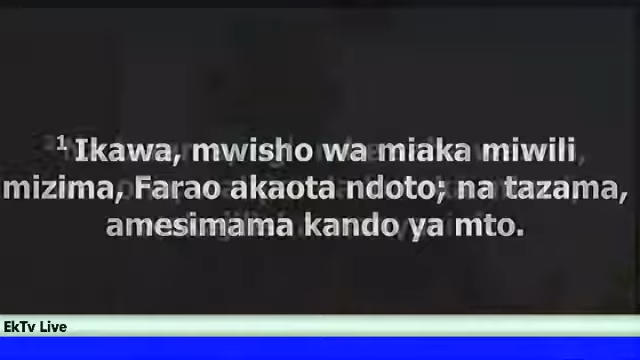 1 Ikawa, mwisho wa miaka miwili
mizima, Farao akaota ndoto; na tazama,
amesimama kando ya mto.
EkTv Live